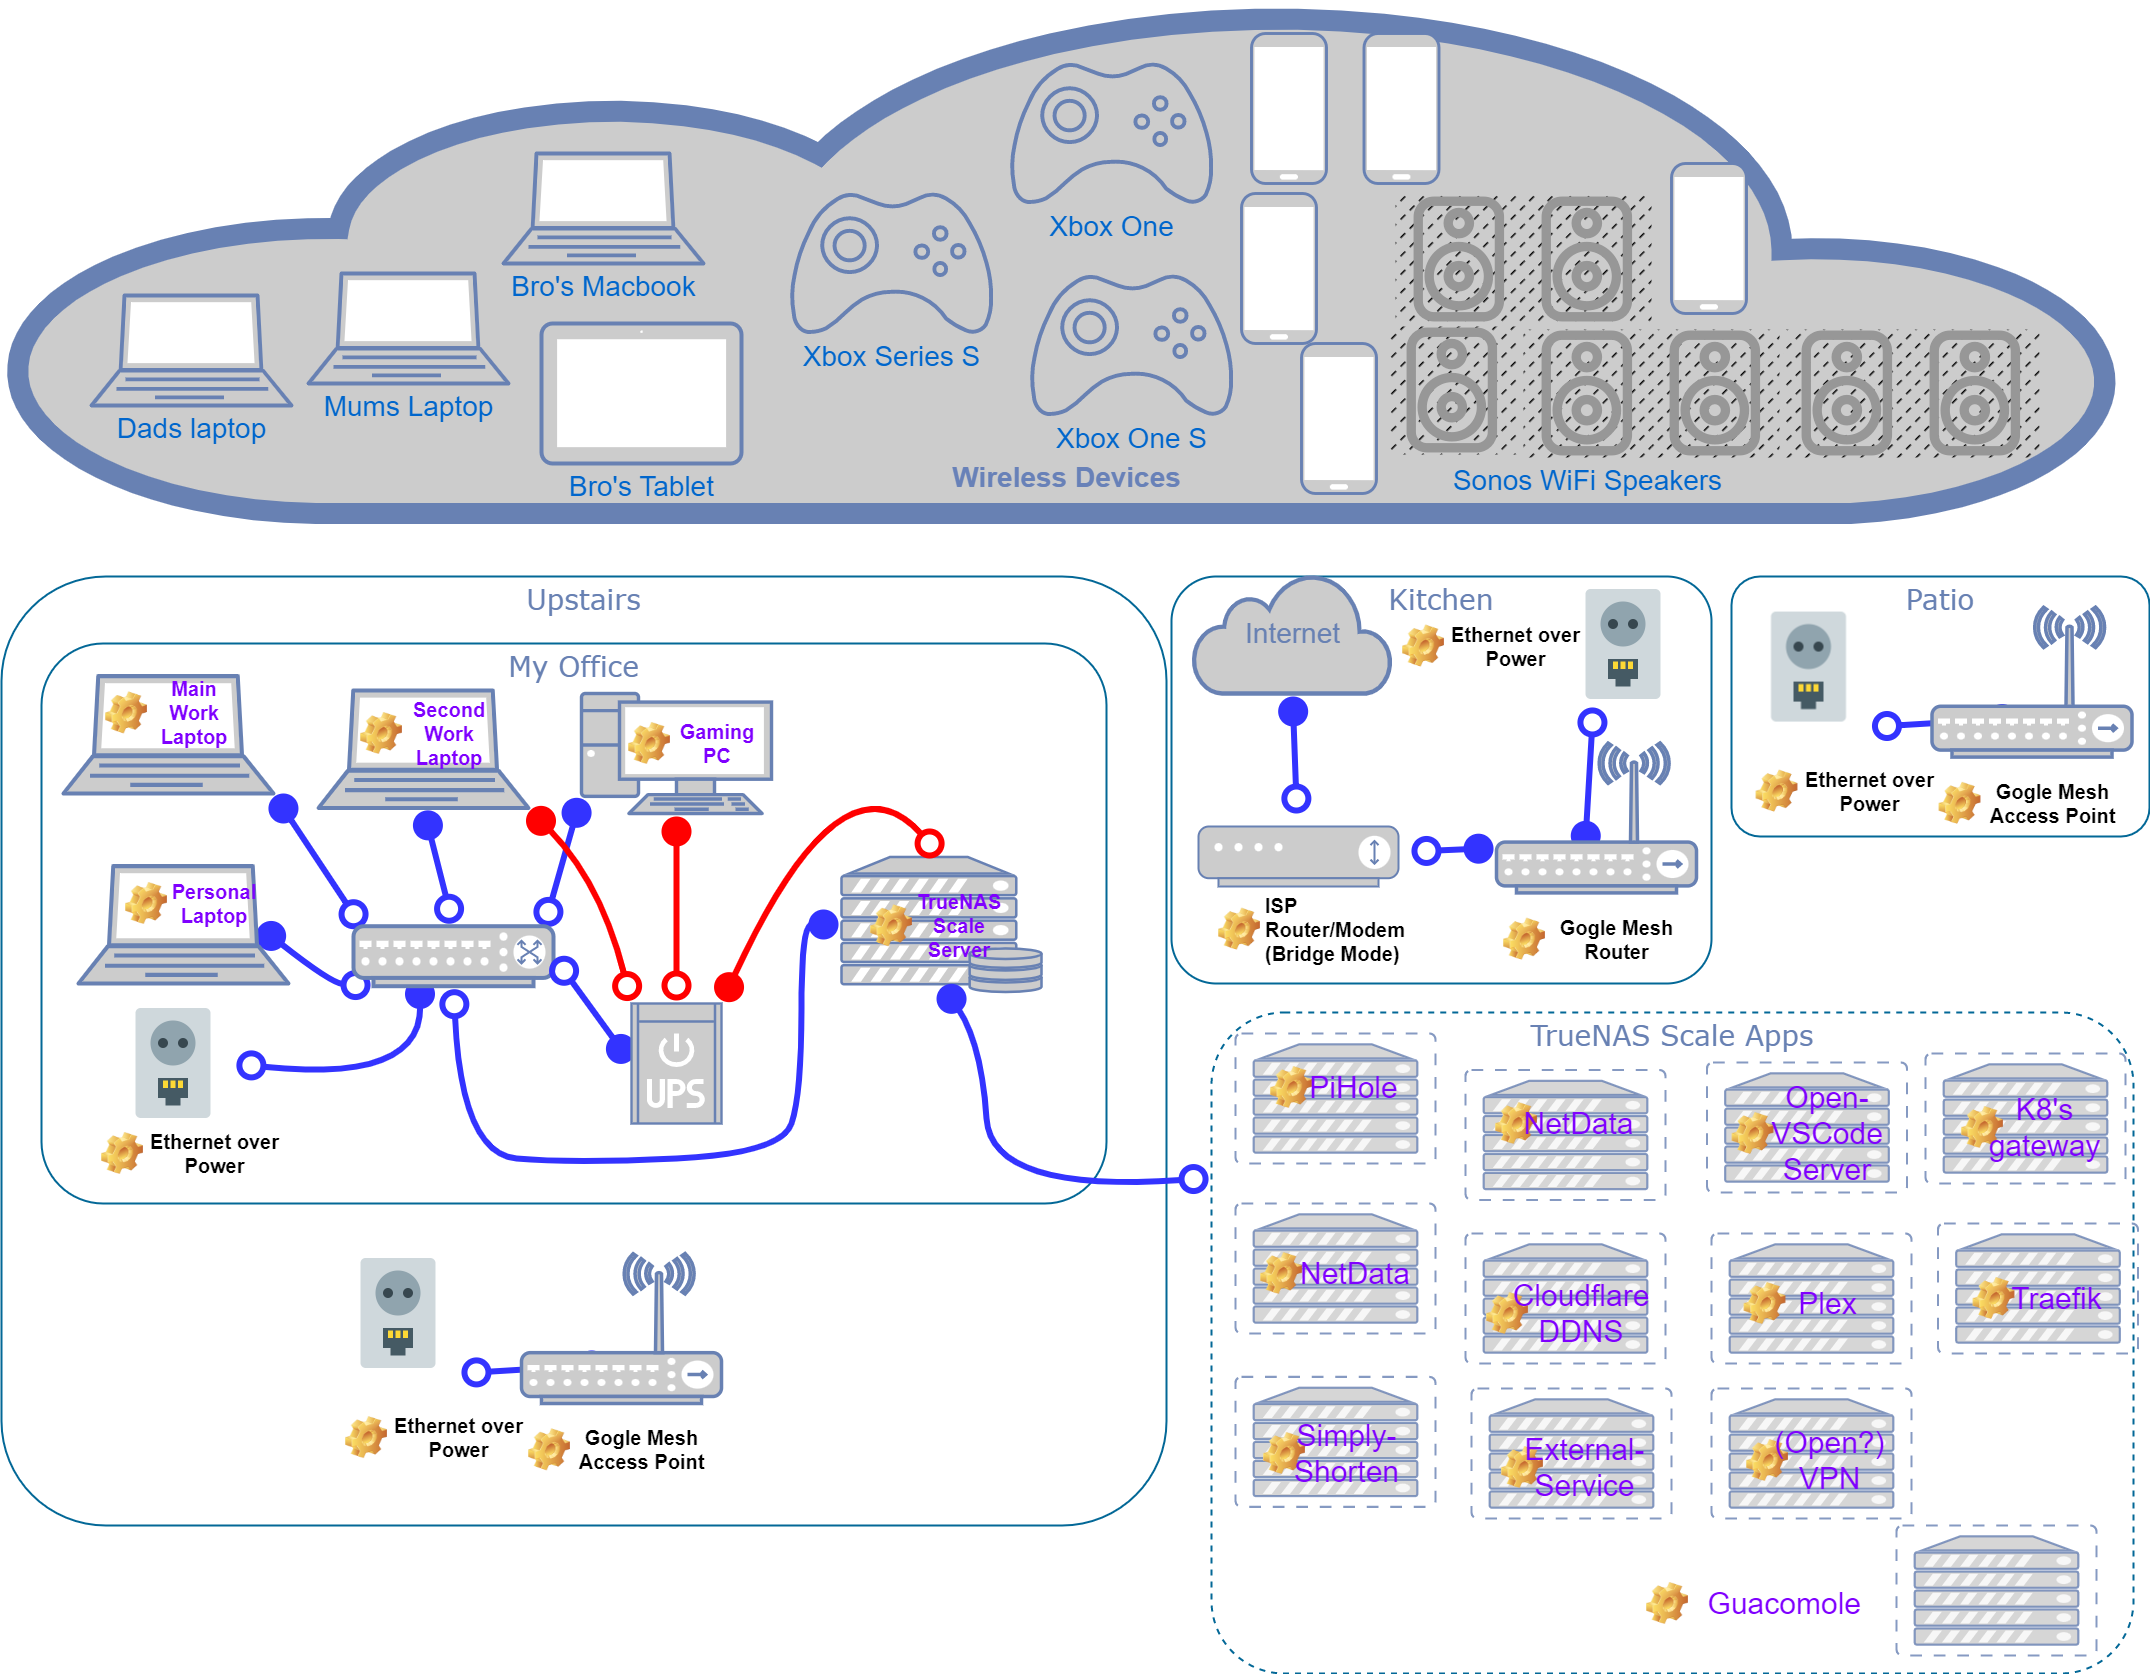 Xbox One
Bro's Macbook
Xbox Series S
Mums Laptop
Dads laptop
Xbox One S
Bro's Tablet
Wireless Devices
Sonos WiFi Speakers
Upstairs
My Office
Main
Work
Laptop
Second
Work
Laptop
Gaming
PC
Personal
Laptop
TrueNAS
Scale
Server
UPS
Ethernet over
Power
Ethernet over
Power
Gogle Mesh
Access Point
Kitchen
Internet
Ethernet over
Power
ISP
Router/Modem
(Bridge Mode)
Gogle Mesh
Router
Patio
Ethernet over
Power
Gogle Mesh
Access Point
TrueNAS Scale Apps
PiHole
NetData
Open-
VSCode
Server
K8's
gateway
NetData
Cloudflare
DDNS
Plex
Traefik
Simply-
Shorten
External-
Service
(Open?)
VPN
Guacomole